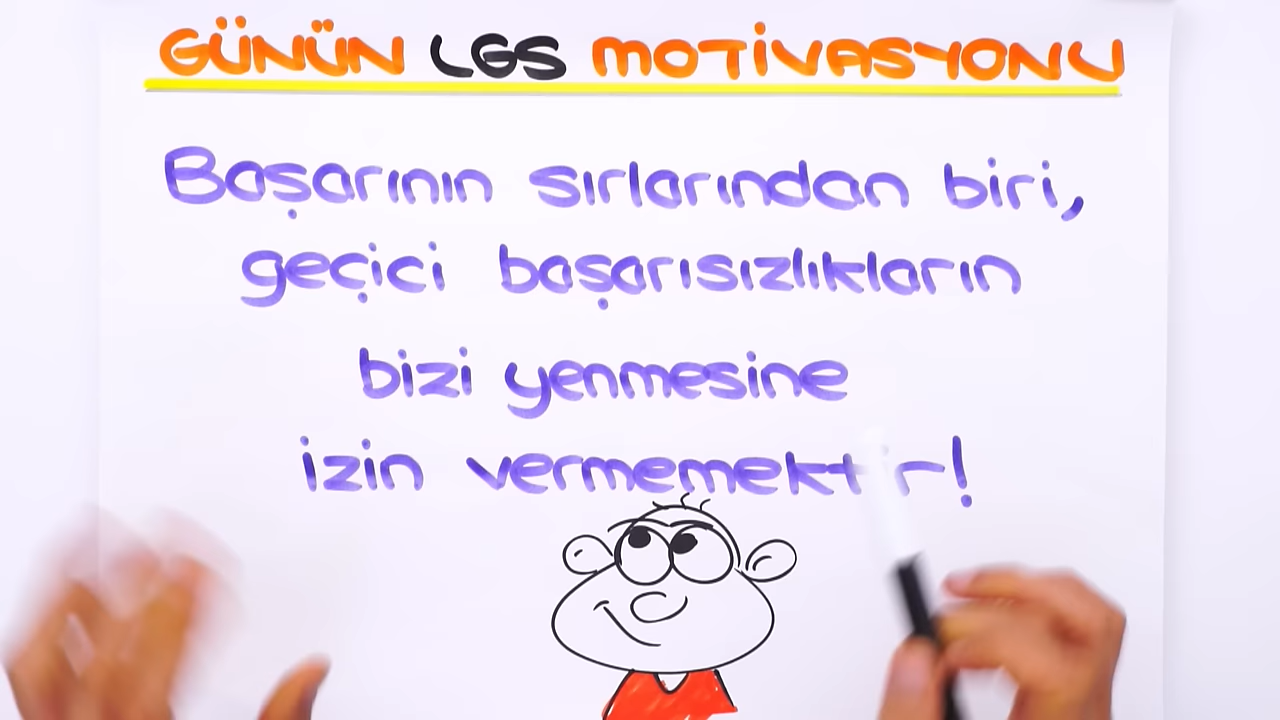 GÜNÜN LGS MOTİVASYONU
Başarının sırlarından biri,
geçici başarısızlıkların
bizi yenmesine
izin vermemektir!